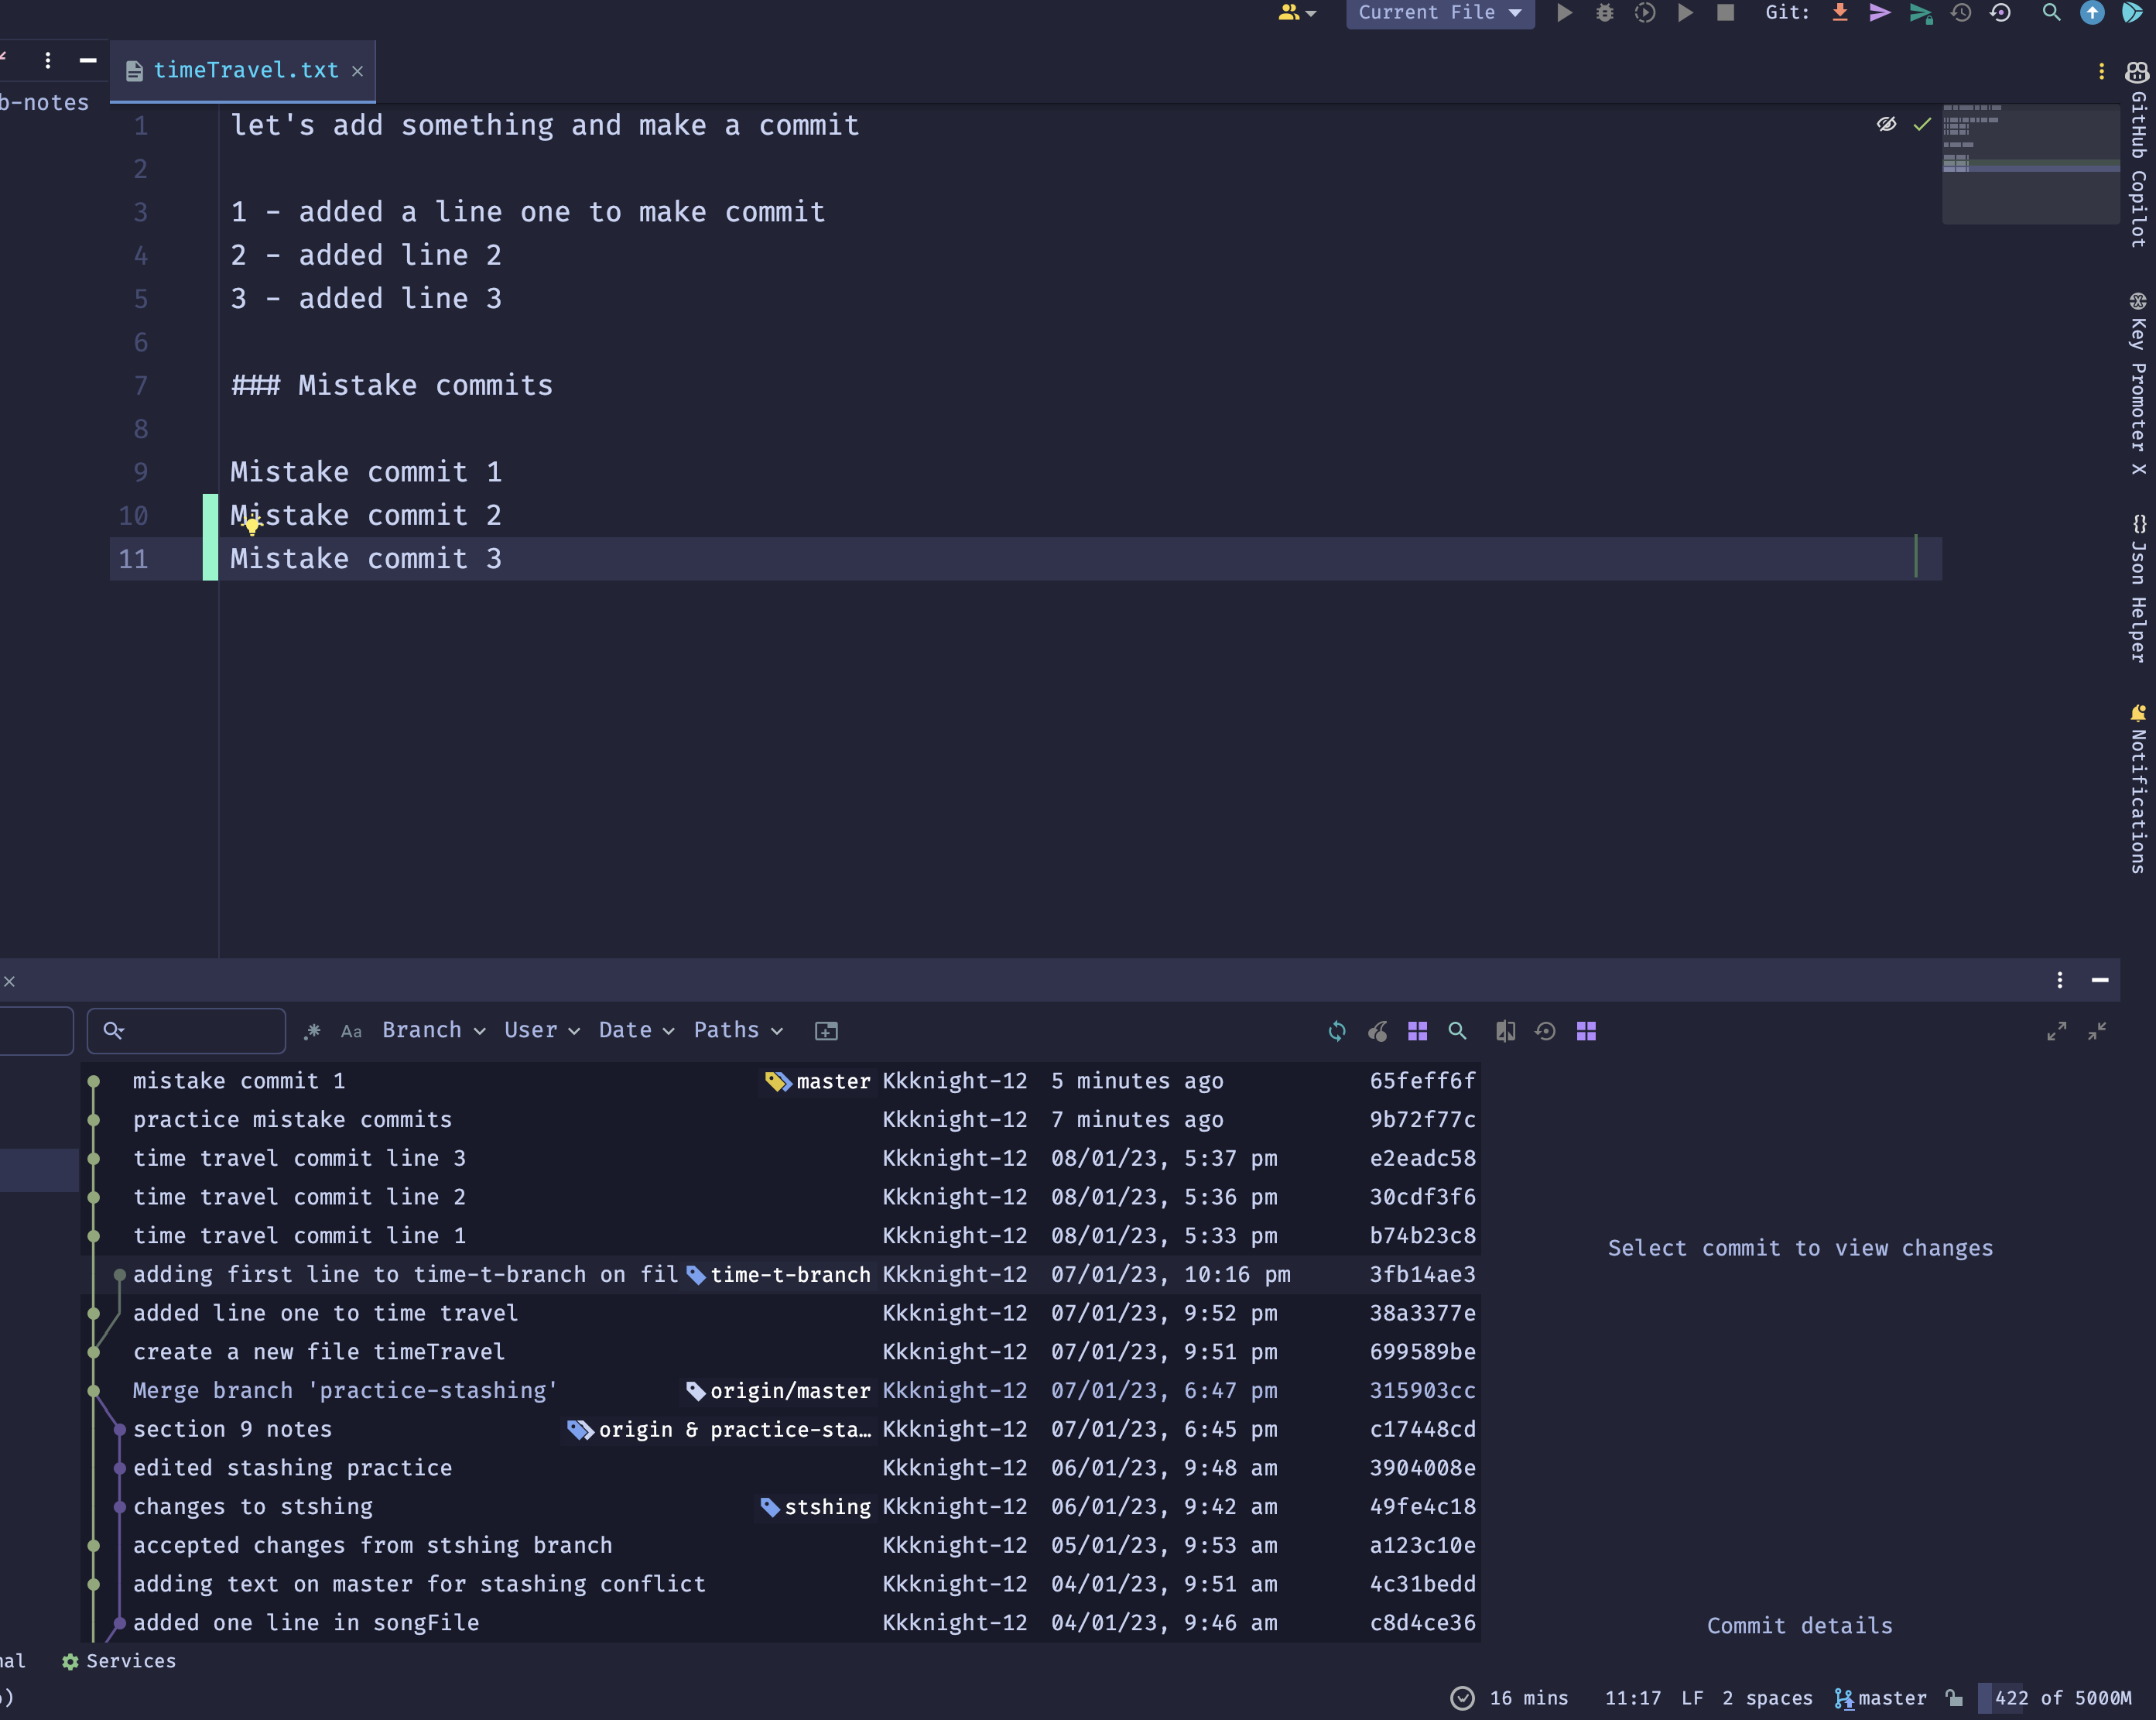 Current File
Git:
timeTravel.txt
b-notes
1 let's add something and make a commit
2
3 1 - added a line one to make commit
4 2 - added line 2
5 3 - added line 3
6
7 ### Mistake commits
8
9 Mistake commit 1
10 Mistake commit 2
11 Mistake commit 3
GitHub Copilot
Key Promoter X
{} Json Helper
Notifications
.* Aa Branch User Date Paths
mistake commit 1 master Kkknight-12 5 minutes ago 65feff6f
practice mistake commits Kkknight-12 7 minutes ago 9b72f77c
time travel commit line 3 Kkknight-12 08/01/23, 5:37 pm e2eadc58
time travel commit line 2 Kkknight-12 08/01/23, 5:36 pm 30cdf3f6
time travel commit line 1 Kkknight-12 08/01/23, 5:33 pm b74b23c8
adding first line to time-t-branch on fil time-t-branch Kkknight-12 07/01/23, 10:16 pm 3fb14ae3
added line one to time travel Kkknight-12 07/01/23, 9:52 pm 38a3377e
create a new file timeTravel Kkknight-12 07/01/23, 9:51 pm 699589be
Merge branch 'practice-stashing' origin/master Kkknight-12 07/01/23, 6:47 pm 315903cc
section 9 notes origin & practice-sta… Kkknight-12 07/01/23, 6:45 pm c17448cd
edited stashing practice Kkknight-12 06/01/23, 9:48 am 3904008e
changes to stshing stshing Kkknight-12 06/01/23, 9:42 am 49fe4c18
accepted changes from stshing branch Kkknight-12 05/01/23, 9:53 am a123c10e
adding text on master for stashing conflict Kkknight-12 04/01/23, 9:51 am 4c31bedd
added one line in songFile Kkknight-12 04/01/23, 9:46 am c8d4ce36
Select commit to view changes
Commit details
nal Services
) 16 mins 11:17 LF 2 spaces master 422 of 5000M